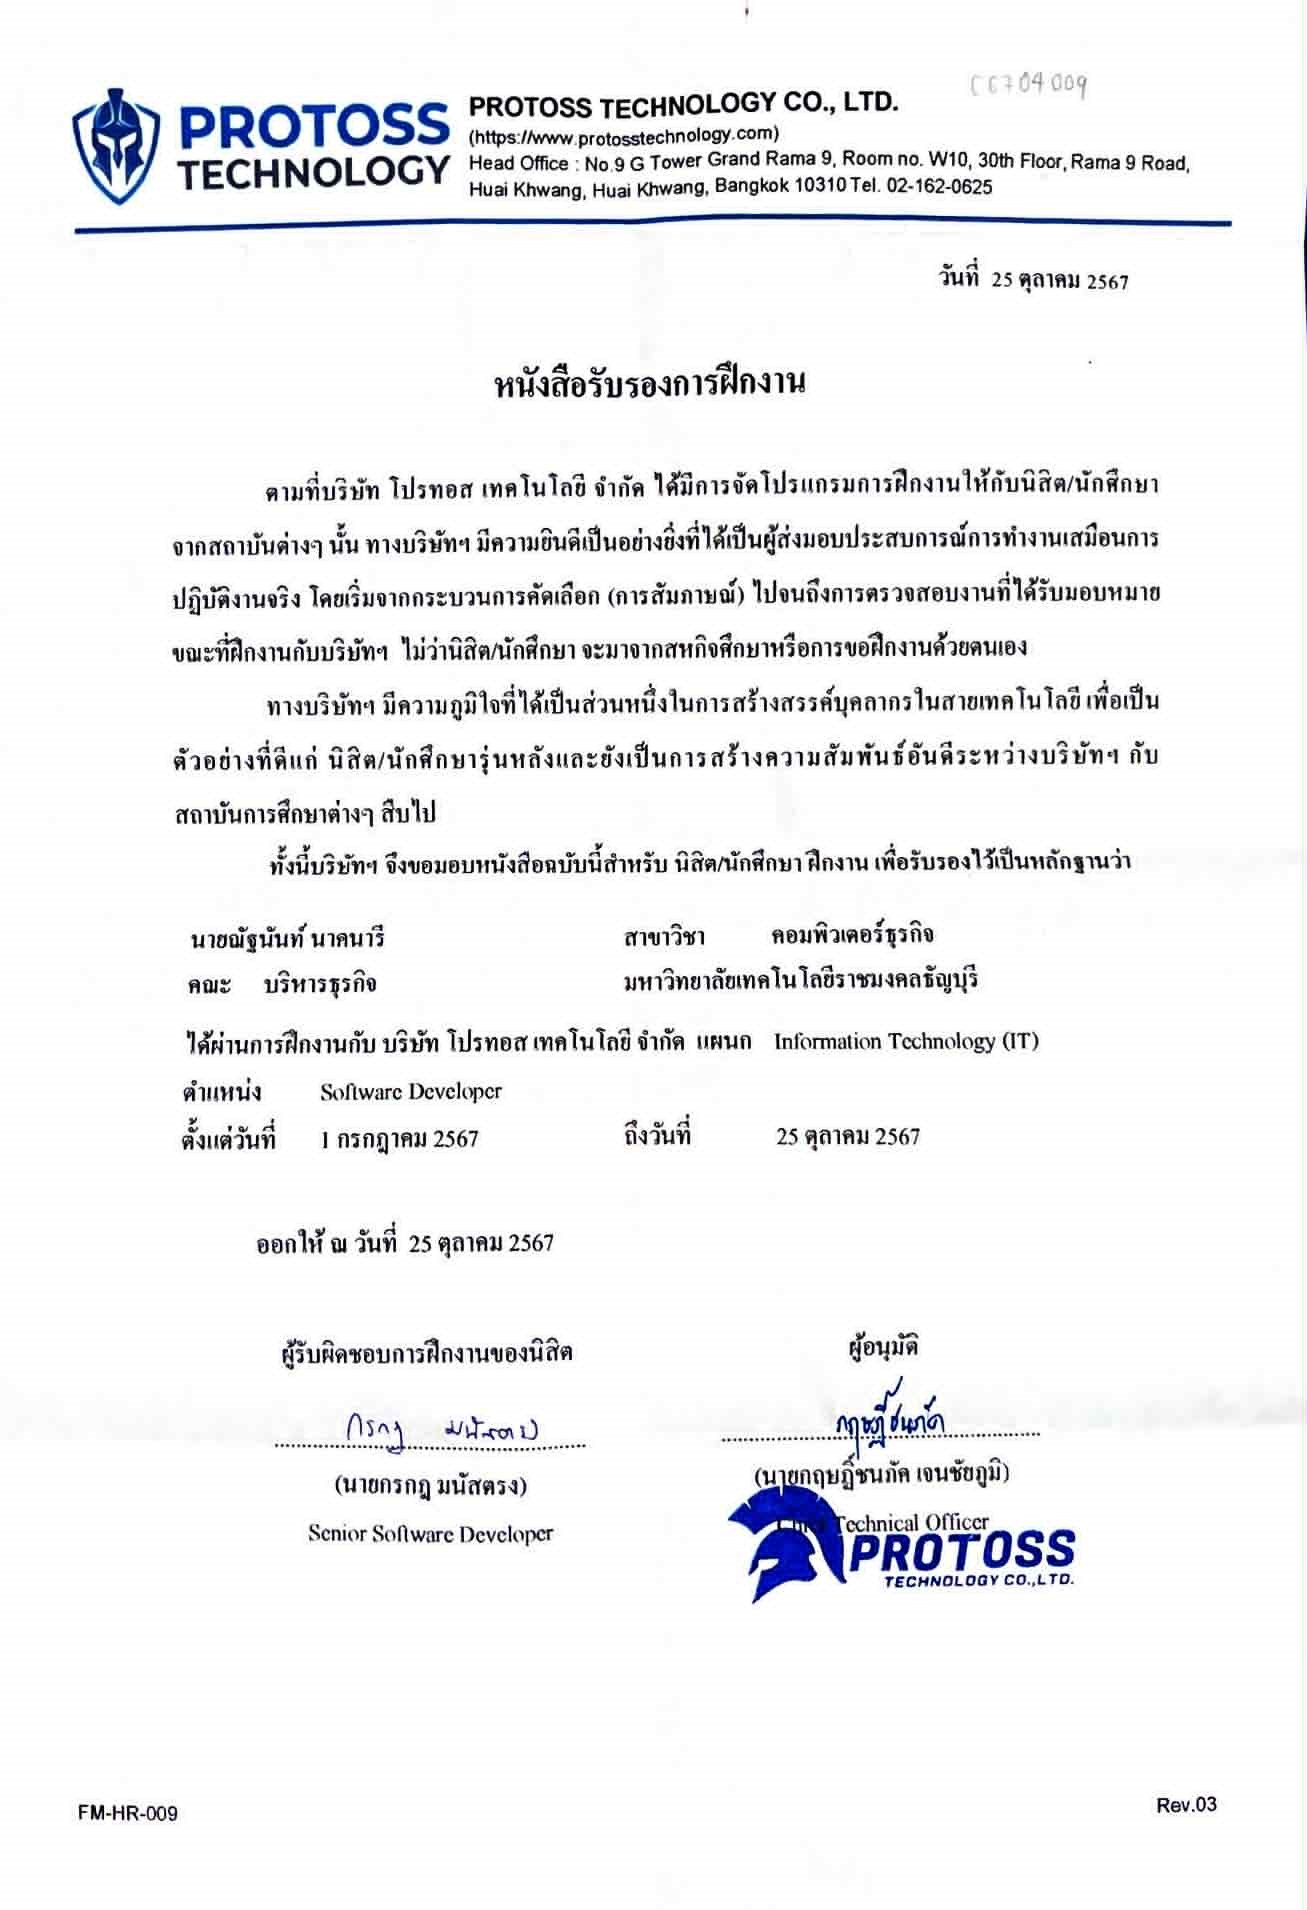 CG704009
PROTOSS
TECHNOLOGY
PROTOSS TECHNOLOGY CO., LTD.
(https://www.protosstechnology.com)
Head Office : No.9 G Tower Grand Rama 9, Room no. W10, 30th Floor, Rama 9 Road,
Huai Khwang, Huai Khwang, Bangkok 10310 Tel. 02-162-0625
วันที่ 25 ตุลาคม 2567
หนังสือรับรองการฝึกงาน
ตามที่บริษัท โปรทอส เทคโนโลยี จำกัด ได้มีการจัดโปรแกรมการฝึกงานให้กับนิสิต/นักศึกษา
จากสถาบันต่างๆ นั้น ทางบริษัทฯ มีความยินดีเป็นอย่างยิ่งที่ได้เป็นผู้ส่งมอบประสบการณ์การทำงานเสมือนการ
ปฏิบัติงานจริง โดยเริ่มจากกระบวนการคัดเลือก (การสัมภาษณ์) ไปจนถึงการตรวจสอบงานที่ได้รับมอบหมาย
ขณะที่ฝึกงานกับบริษัทฯ ไม่ว่านิสิต/นักศึกษา จะมาจากสหกิจศึกษาหรือการขอฝึกงานด้วยตนเอง
ทางบริษัทฯ มีความภูมิใจที่ได้เป็นส่วนหนึ่งในการสร้างสรรค์บุคลากรในสายเทคโนโลยี เพื่อเป็น
ตัวอย่างที่ดีแก่ นิสิต/นักศึกษารุ่นหลังและยังเป็นการสร้างความสัมพันธ์อันดีระหว่างบริษัทฯ กับ
สถาบันการศึกษาต่างๆ สืบไป
ทั้งนี้บริษัทฯ จึงขอมอบหนังสือฉบับนี้สำหรับ นิสิต/นักศึกษา ฝึกงาน เพื่อรับรองไว้เป็นหลักฐานว่า
นายณัฐนันท์ นาคนารี สาขาวิชา คอมพิวเตอร์ธุรกิจ
คณะ บริหารธุรกิจ มหาวิทยาลัยเทคโนโลยีราชมงคลธัญบุรี
ได้ผ่านการฝึกงานกับ บริษัท โปรทอส เทคโนโลยี จำกัด แผนก Information Technology (IT)
ตำแหน่ง Software Developer
ตั้งแต่วันที่ 1 กรกฎาคม 2567 ถึงวันที่ 25 ตุลาคม 2567
ออกให้ ณ วันที่ 25 ตุลาคม 2567
ผู้รับผิดชอบการฝึกงานของนิสิต ผู้อนุมัติ
กรกฎ มนัสตรง กฤษฎิ์ชนภัค
(นายกรกฎ มนัสตรง) (นายกฤษฎิ์ชนภัค เจนชัยภูมิ)
Senior Software Developer Chief Technical Officer
PROTOSS
TECHNOLOGY CO.,LTD.
FM-HR-009 Rev.03